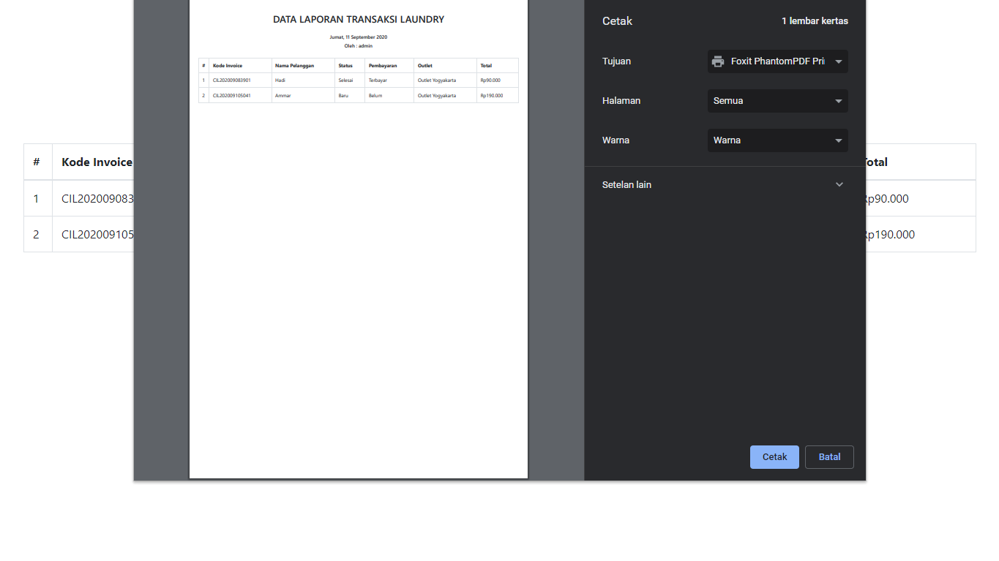 DATA LAPORAN TRANSAKSI LAUNDRY
Jumat, 11 September 2020
Oleh : admin
# Kode Invoice Nama Pelanggan Status Pembayaran Outlet Total
1 CIL202009083901 Hadi Selesai Terbayar Outlet Yogyakarta Rp90.000
2 CIL202009105041 Ammar Baru Belum Outlet Yogyakarta Rp190.000
Cetak 1 lembar kertas
Tujuan Foxit PhantomPDF Pri
Halaman Semua
Warna Warna
Setelan lain
Cetak Batal
# Kode Invoice Total
1 CIL202009083 Rp90.000
2 CIL202009105 Rp190.000